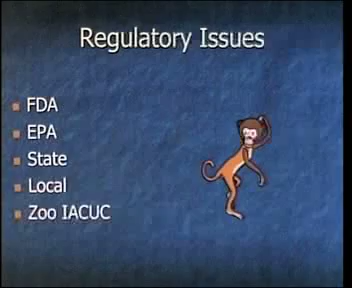 Regulatory Issues
FDA
EPA
State
Local
Zoo IACUC